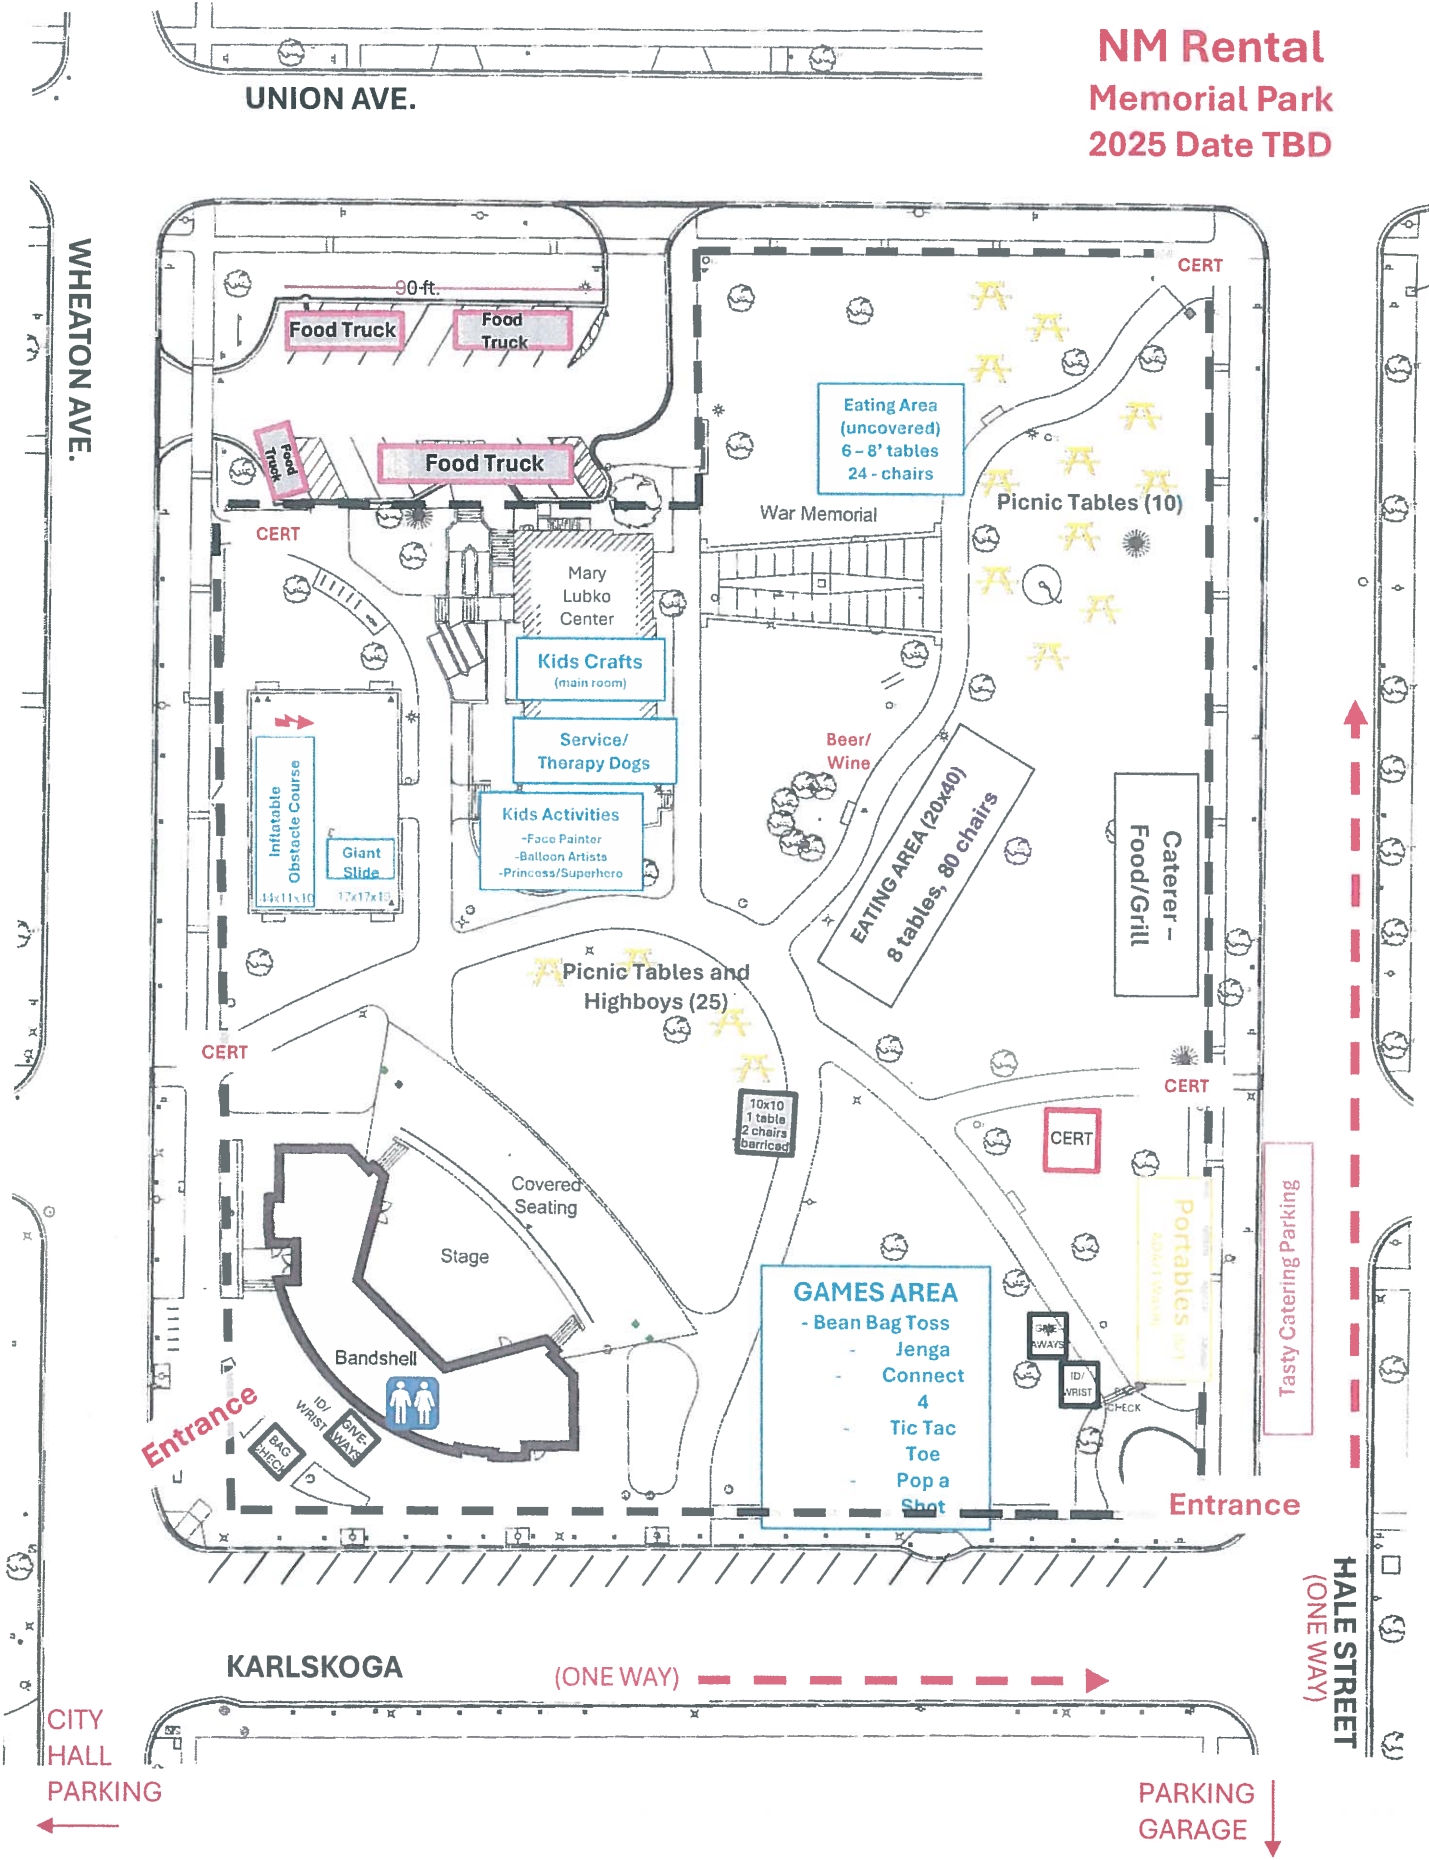 NM Rental
Memorial Park
2025 Date TBD
UNION AVE.
WHEATON AVE.
90-ft.
Food Truck
Food
Truck
Food
Truck
Food Truck
CERT
CERT
Eating Area
(uncovered)
6 – 8' tables
24 - chairs
Picnic Tables (10)
War Memorial
Mary
Lubko
Center
Kids Crafts
(main room)
Service/
Therapy Dogs
Kids Activities
-Face Painter
-Balloon Artists
-Princess/Superhero
Inflatable
Obstacle Course
44x11x10
Giant
Slide
Beer/
Wine
EATING AREA (20x40)
8 tables, 80 chairs
Caterer –
Food/Grill
Picnic Tables and
Highboys (25)
CERT
CERT
10x10
1 table
2 chairs
barriced
CERT
Covered
Seating
Stage
Bandshell
Portables
Tasty Catering Parking
GAMES AREA
- Bean Bag Toss
- Jenga
- Connect
4
- Tic Tac
Toe
- Pop a
Shot
GIVE-
AWAYS
ID/
WRIST
BAG
CHECK
Entrance
BAG
CHECK
ID/
WRIST
GIVE-
WAYS
Entrance
KARLSKOGA
(ONE WAY)
HALE STREET
(ONE WAY)
CITY
HALL
PARKING
PARKING
GARAGE